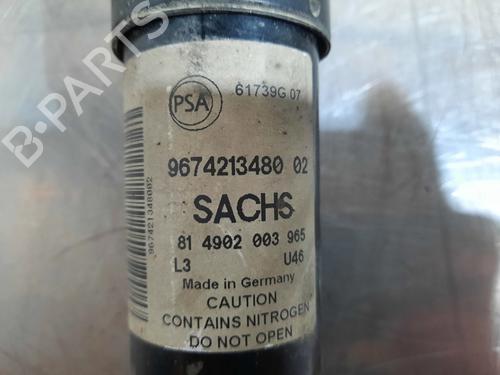 PSA
61739G 07
9674213480 02
SACHS
81 4902 003 965
L3 U46
Made in Germany
CAUTION
CONTAINS NITROGEN
DO NOT OPEN
967421348082
B-PARTS